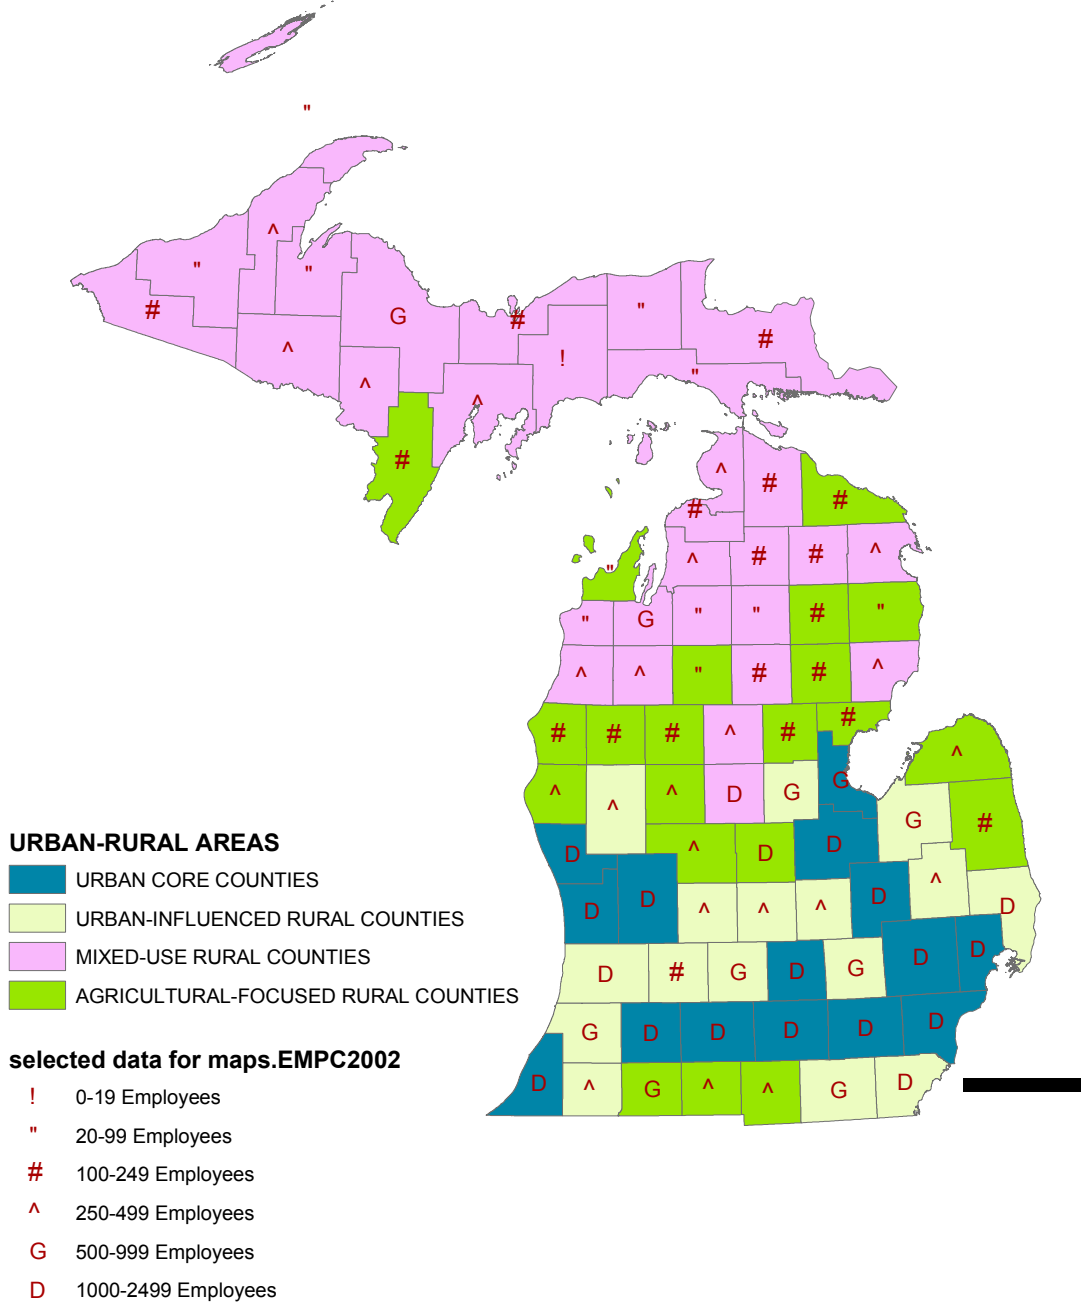 "
^
"
"
#
G
^
^
#
!
"
#
"
^
#
^
#
#
#
^
#
#
^
"
"
G
"
"
#
"
^
^
"
#
#
^
#
#
#
^
#
#
^
^
^
^
D
G
G
G
#
D
^
D
D
^
D
D
D
^
^
^
D
D
#
G
D
G
D
D
G
D
D
D
D
D
D
^
G
^
^
G
D
URBAN-RURAL AREAS
URBAN CORE COUNTIES
URBAN-INFLUENCED RURAL COUNTIES
MIXED-USE RURAL COUNTIES
AGRICULTURAL-FOCUSED RURAL COUNTIES
selected data for maps.EMPC2002
! 0-19 Employees
" 20-99 Employees
# 100-249 Employees
^ 250-499 Employees
G 500-999 Employees
D 1000-2499 Employees